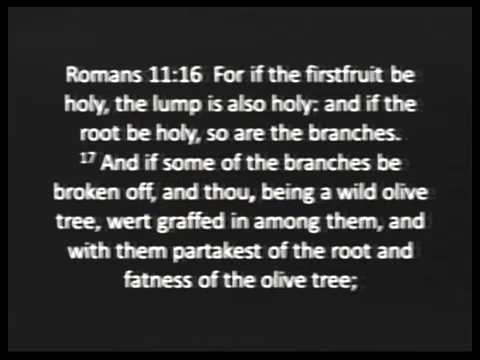 Romans 11:16 For if the firstfruit be
holy, the lump is also holy: and if the
root be holy, so are the branches.
17 And if some of the branches be
broken off, and thou, being a wild olive
tree, wert graffed in among them, and
with them partakest of the root and
fatness of the olive tree;